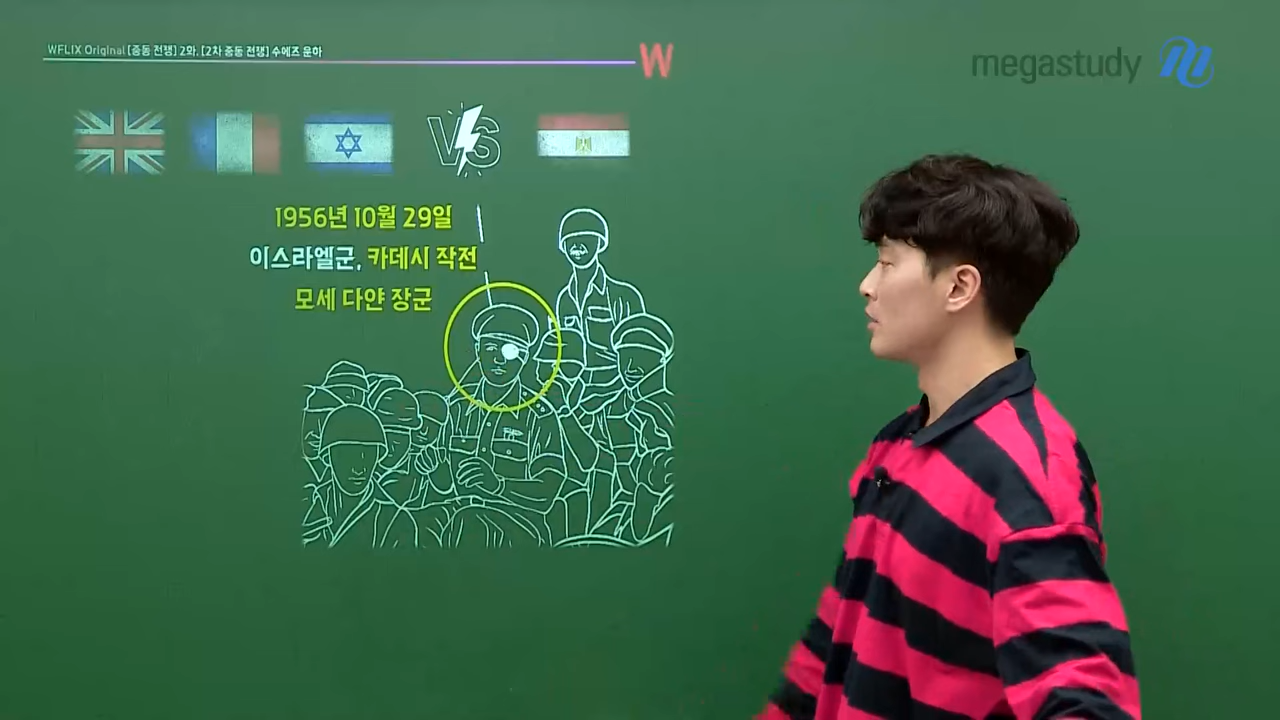 WFLIX Original [중동 전쟁] 2화. [2차 중동 전쟁] 수에즈 운하
W
megastudy
VS
1956년 10월 29일
이스라엘군, 카데시 작전
모세 다얀 장군